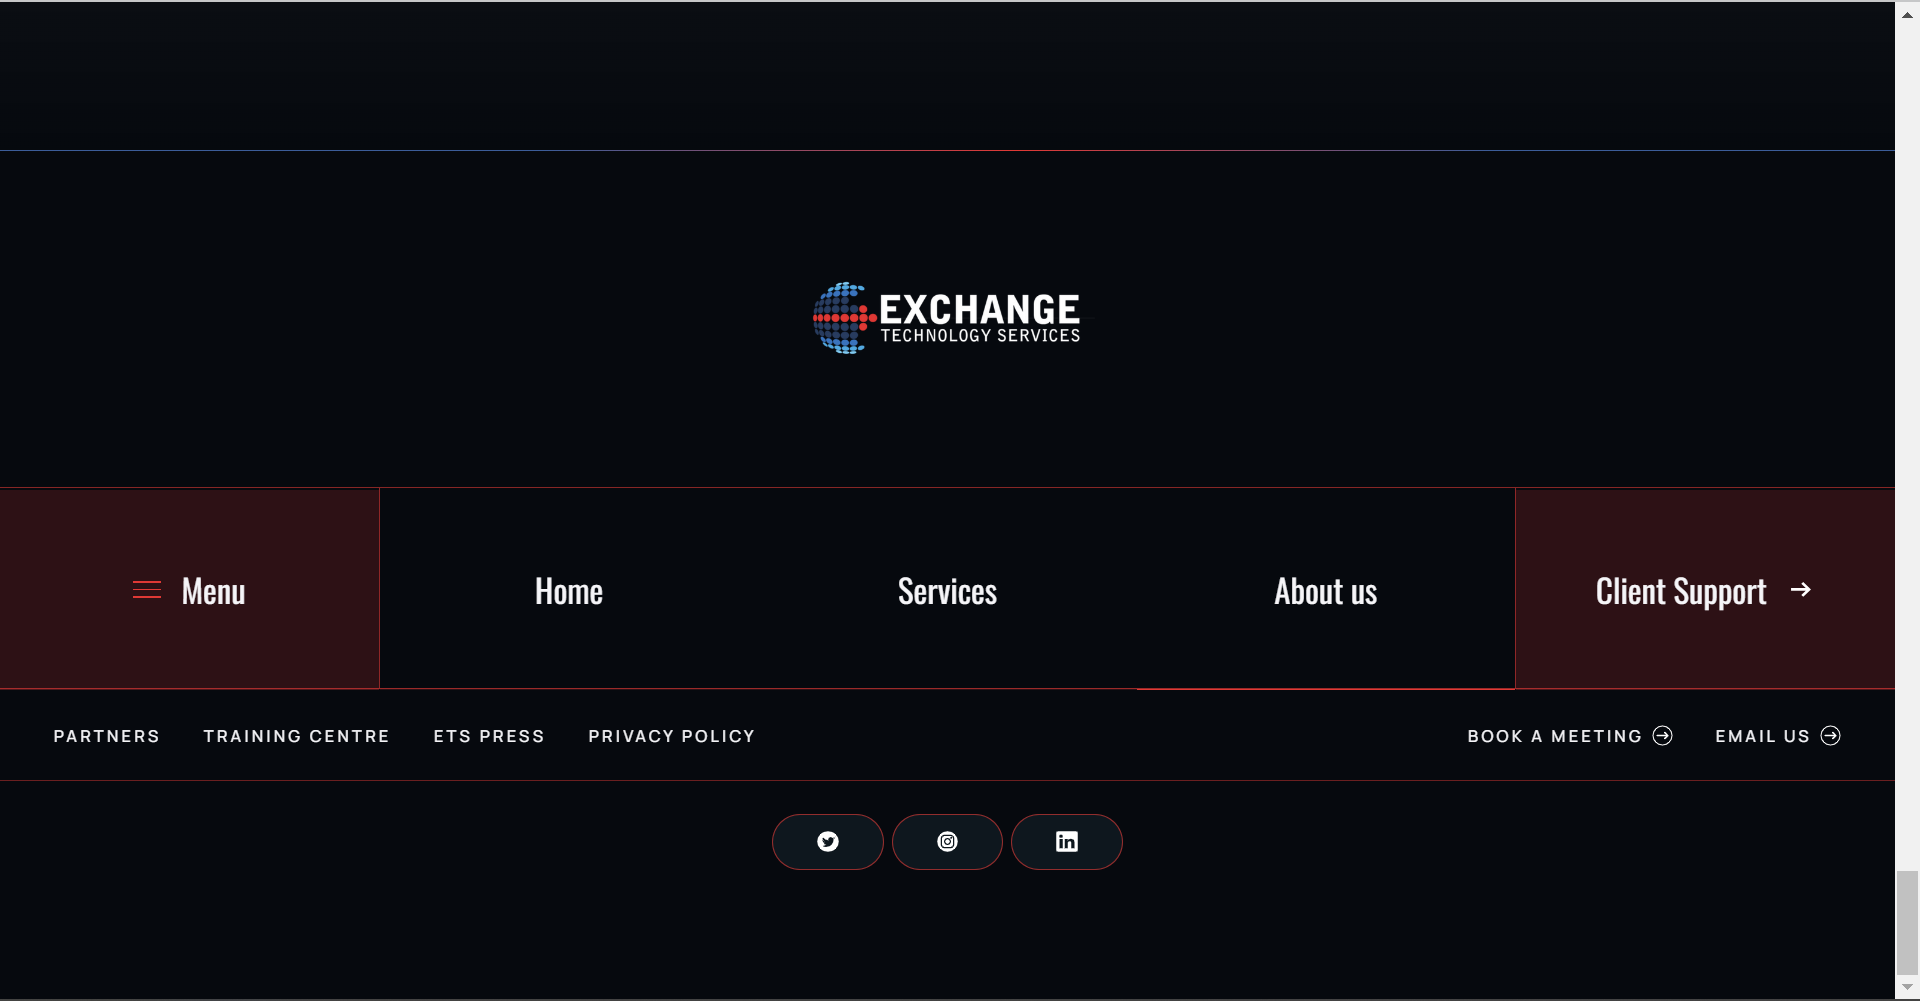 EXCHANGE
TECHNOLOGY SERVICES
Menu
Home
Services
About us
Client Support
PARTNERS
TRAINING CENTRE
ETS PRESS
PRIVACY POLICY
BOOK A MEETING
EMAIL US
in